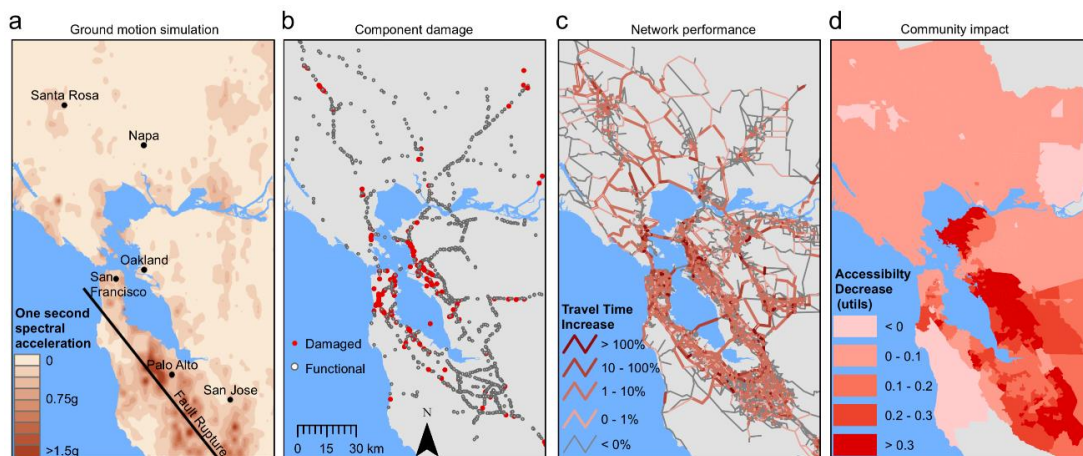 a
Ground motion simulation
Santa Rosa
Napa
Oakland
San
Francisco
One second
spectral
acceleration
0
0.75g
>1.5g
Palo Alto
San Jose
Fault Rupture
b
Component damage
Damaged
Functional
N
0 15 30 km
c
Network performance
Travel Time
Increase
> 100%
10 - 100%
1 - 10%
0 - 1%
<0%
d
Community impact
Accessibilty
Decrease
(utils)
< 0
0 - 0.1
0.1 - 0.2
0.2 - 0.3
> 0.3